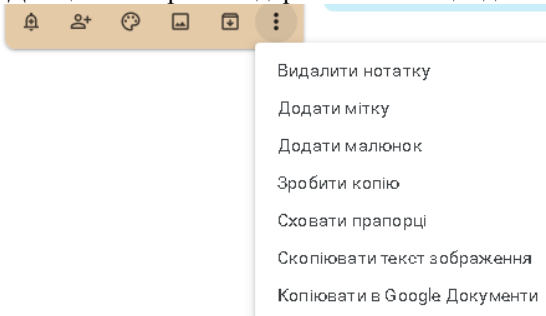 Видалити нотатку
Додати мітку
Додати малюнок
Зробити копію
Сховати прапорці
Скопіювати текст зображення
Копіювати в Google Документи